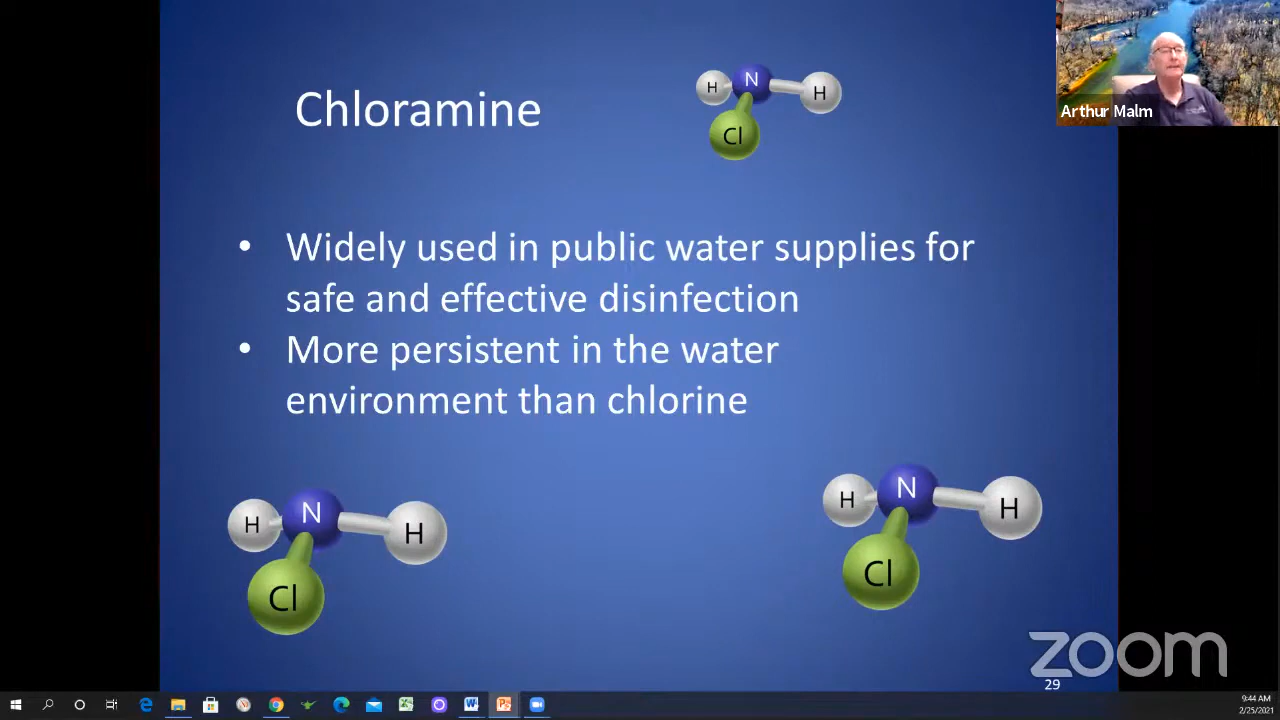 Chloramine
H N H
Cl
Arthur Malm
• Widely used in public water supplies for
safe and effective disinfection
• More persistent in the water
environment than chlorine
H N H
Cl
H N H
Cl
zoom
29
9:44 AM
2/25/2021